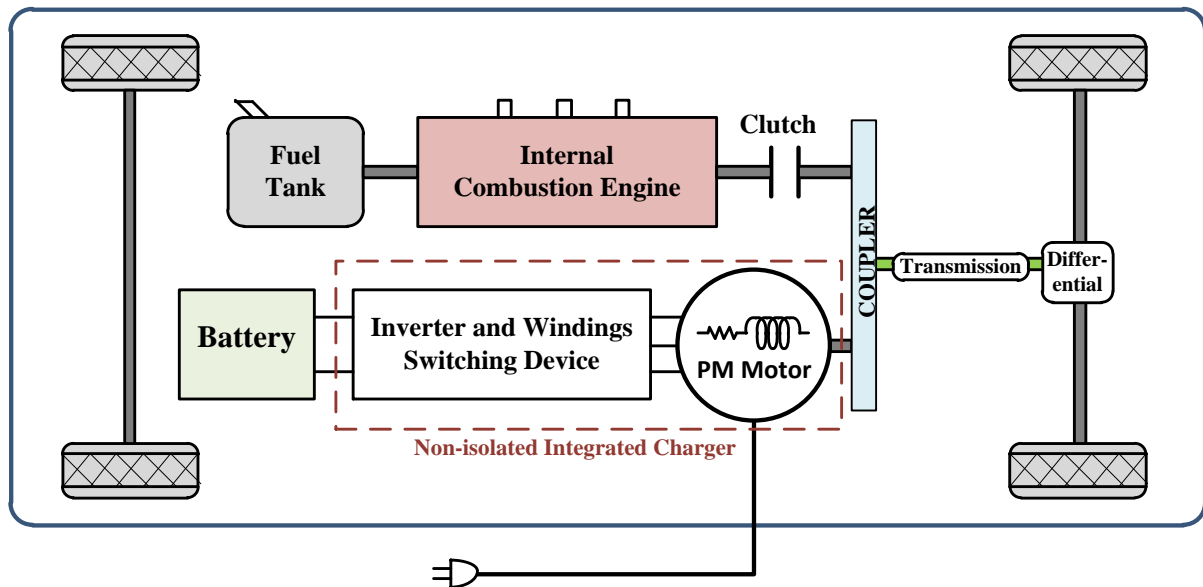 Fuel
Tank
Internal
Combustion Engine
Clutch
COUPLER
Transmission
Differ-
ential
Battery
Inverter and Windings
Switching Device
PM Motor
Non-isolated Integrated Charger